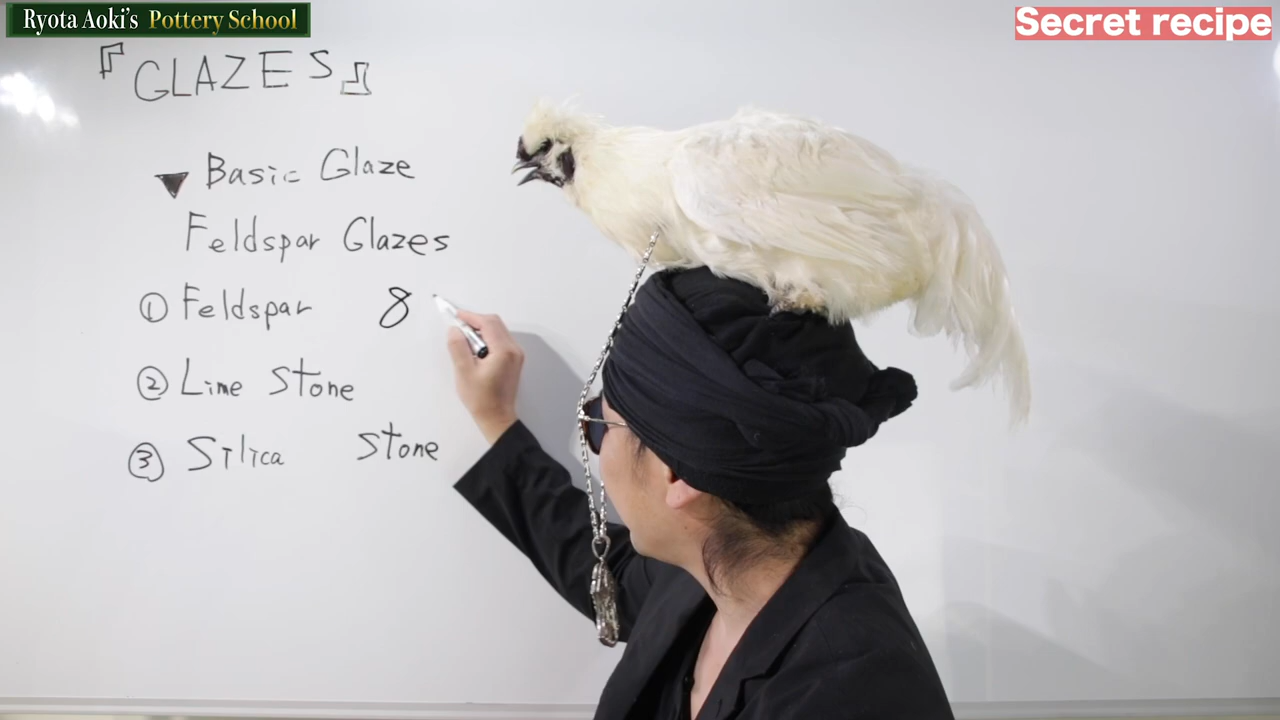 Ryota Aoki's Pottery School
Secret recipe
『GLAZES』
▼ Basic Glaze
Feldspar Glazes
① Feldspar 8
② Lime Stone
③ Silica Stone